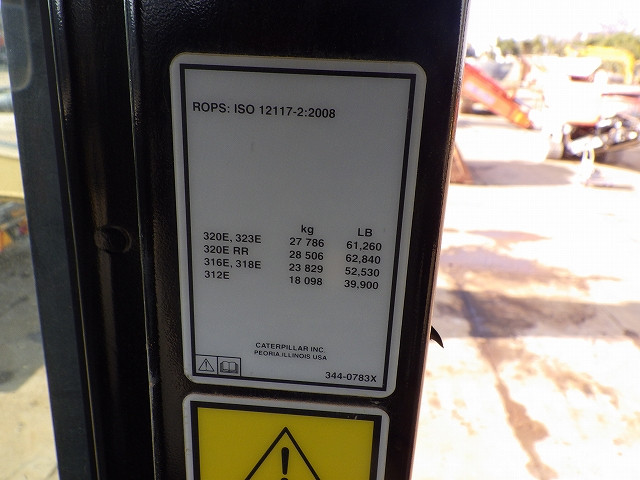 ROPS: ISO 12117-2:2008
kg LB
320E, 323E 27 786 61,260
320E RR 28 506 62,840
316E, 318E 23 829 52,530
312E 18 098 39,900
CATERPILLAR INC.
PEORIA,ILLINOIS USA
344-0783X